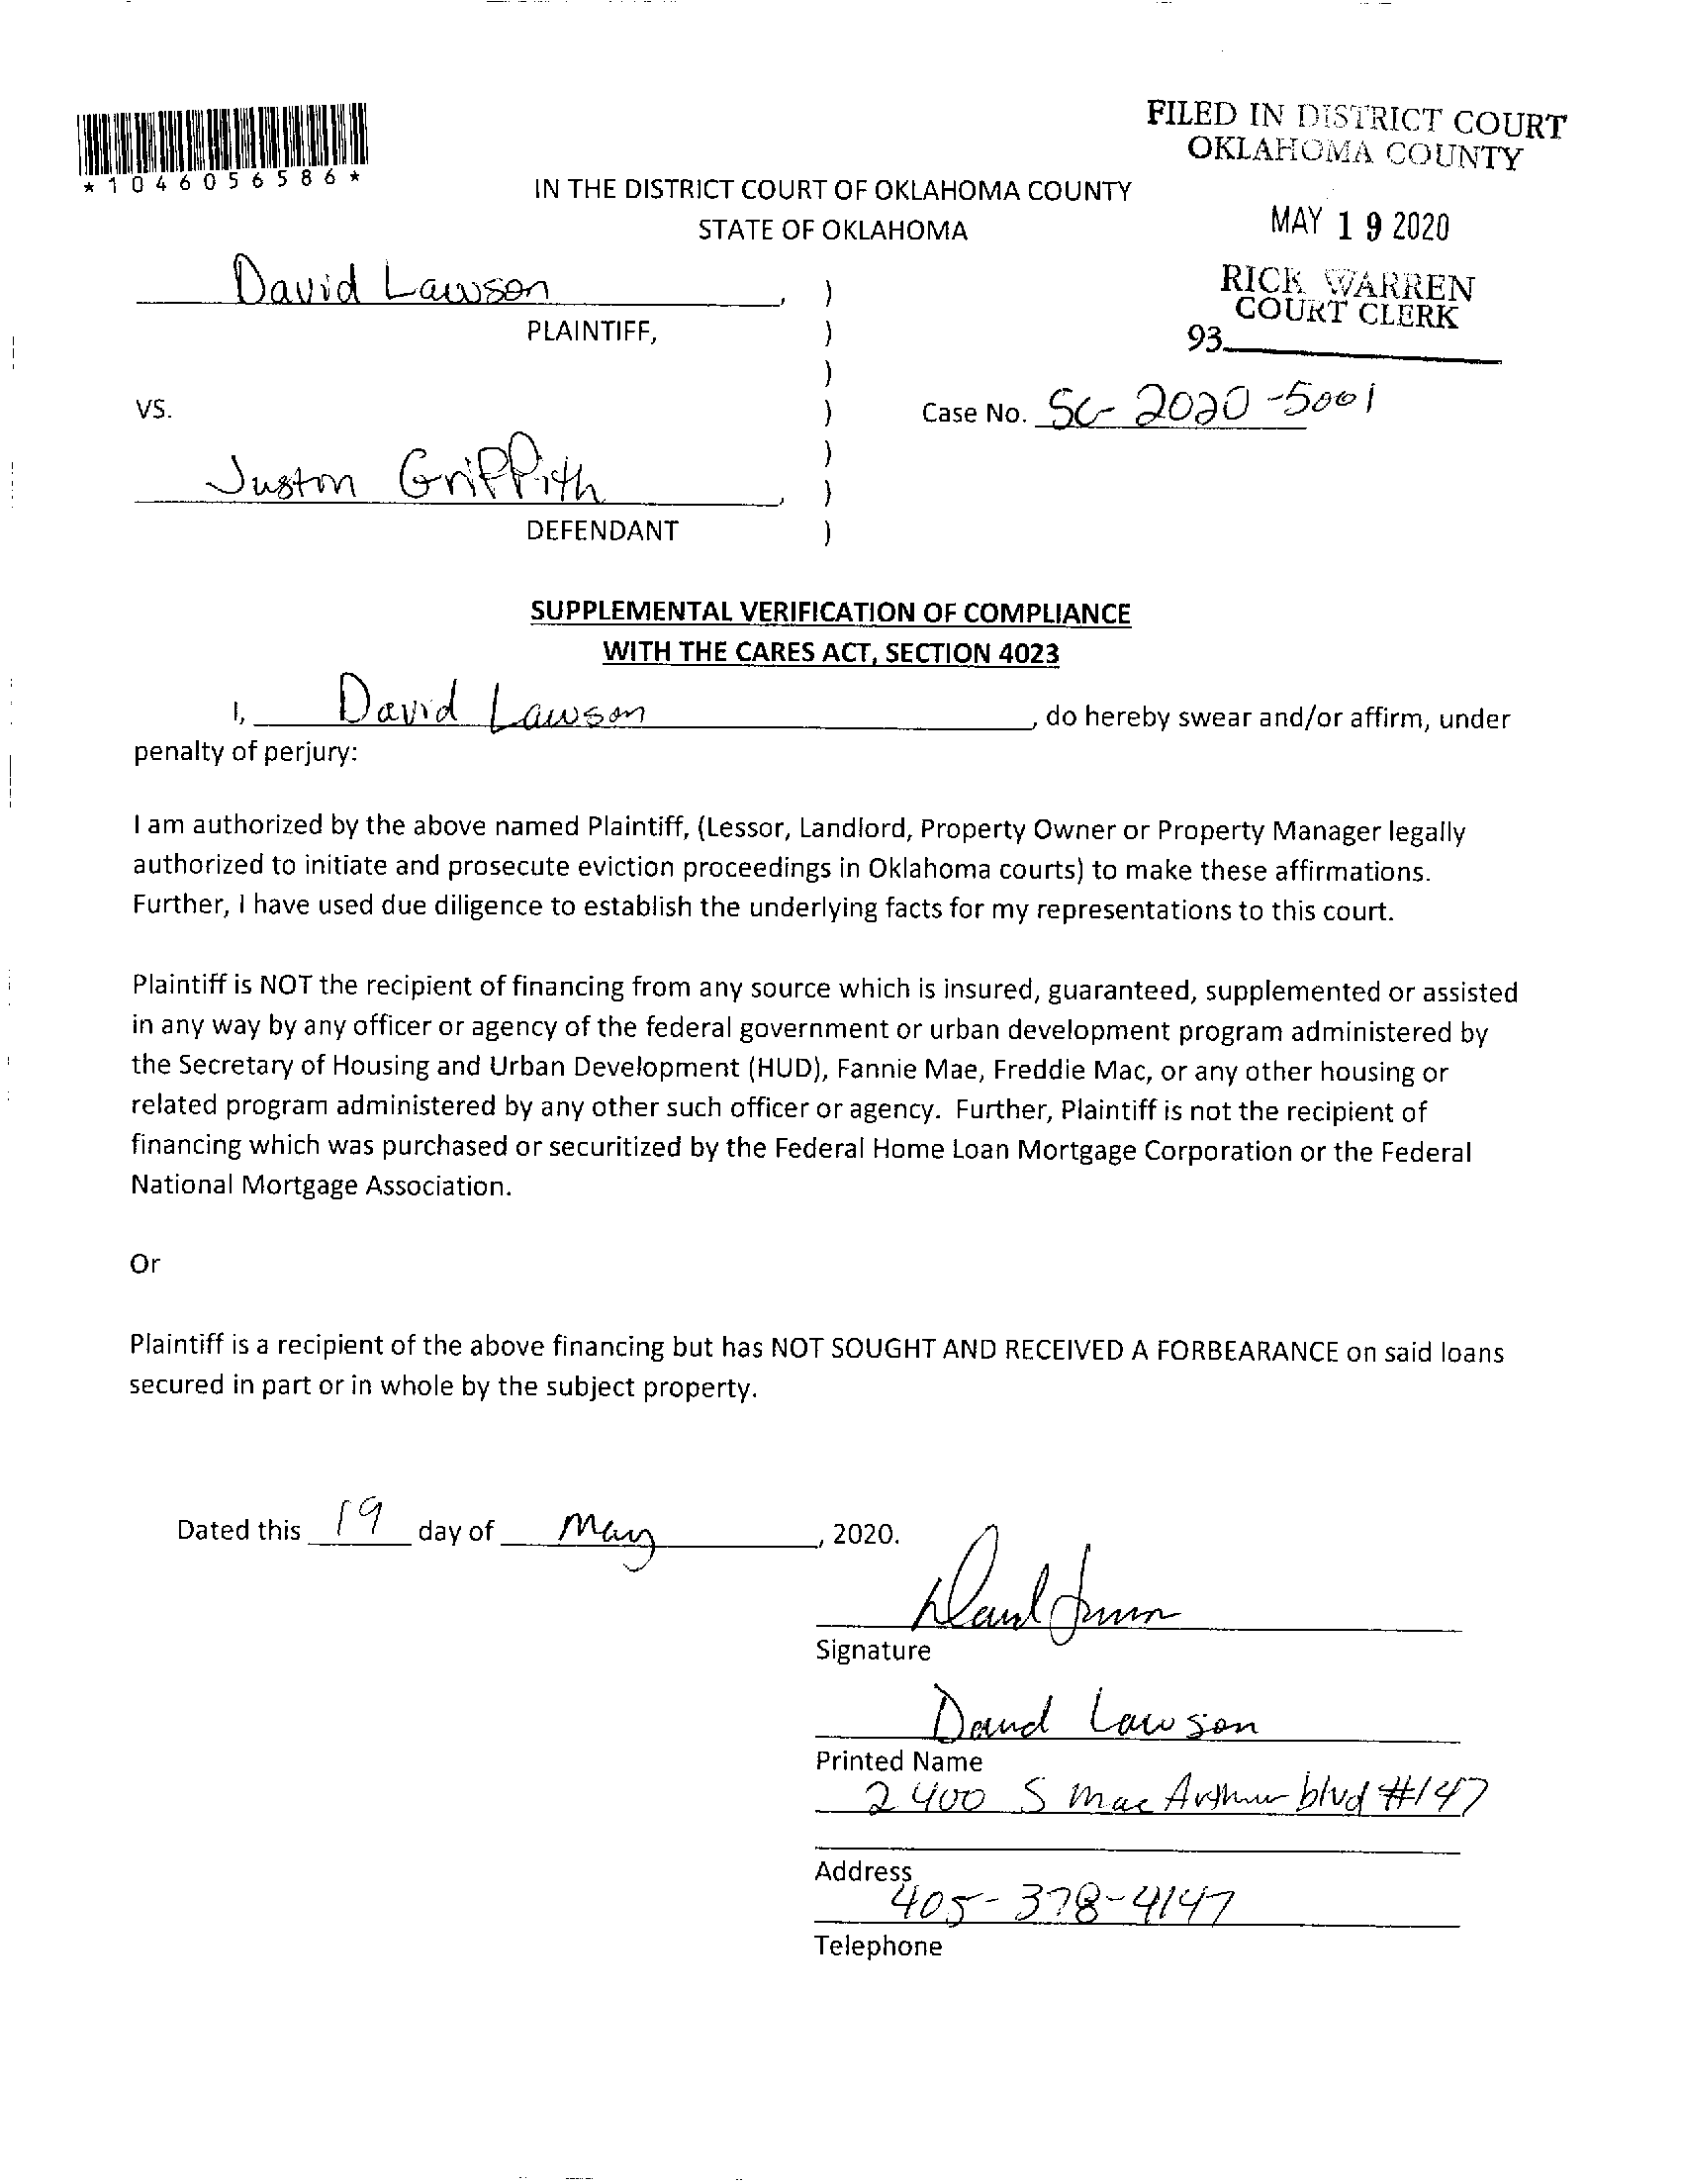 FILED IN DISTRICT COURT
OKLAHOMA COUNTY
*1046056586*
IN THE DISTRICT COURT OF OKLAHOMA COUNTY
STATE OF OKLAHOMA
MAY 19 2020
RICK WARREN
COURT CLERK
93
David Lawson, )
PLAINTIFF, )
)
VS. ) Case No. SC-2020-5001
)
Juston Griffith, )
DEFENDANT )
SUPPLEMENTAL VERIFICATION OF COMPLIANCE
WITH THE CARES ACT, SECTION 4023
I, David Lawson, do hereby swear and/or affirm, under
penalty of perjury:
I am authorized by the above named Plaintiff, (Lessor, Landlord, Property Owner or Property Manager legally
authorized to initiate and prosecute eviction proceedings in Oklahoma courts) to make these affirmations.
Further, I have used due diligence to establish the underlying facts for my representations to this court.
Plaintiff is NOT the recipient of financing from any source which is insured, guaranteed, supplemented or assisted
in any way by any officer or agency of the federal government or urban development program administered by
the Secretary of Housing and Urban Development (HUD), Fannie Mae, Freddie Mac, or any other housing or
related program administered by any other such officer or agency. Further, Plaintiff is not the recipient of
financing which was purchased or securitized by the Federal Home Loan Mortgage Corporation or the Federal
National Mortgage Association.
Or
Plaintiff is a recipient of the above financing but has NOT SOUGHT AND RECEIVED A FORBEARANCE on said loans
secured in part or in whole by the subject property.
Dated this 19 day of May, 2020.
Signature
David Lawson
Printed Name
2400 S MacArthur blvd #147
Address
405-378-4147
Telephone